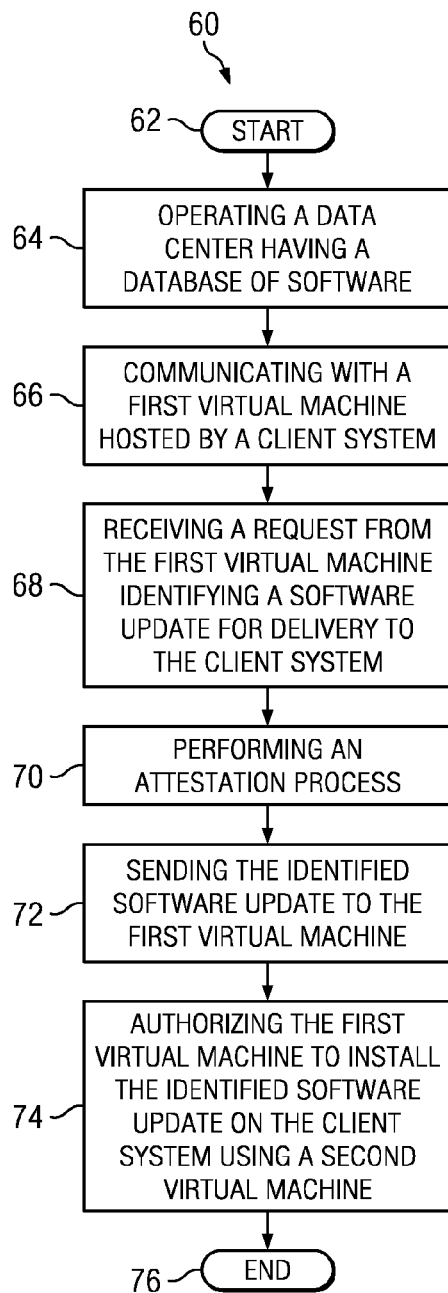 60
62
START
64
OPERATING A DATA
CENTER HAVING A
DATABASE OF SOFTWARE
66
COMMUNICATING WITH A
FIRST VIRTUAL MACHINE
HOSTED BY A CLIENT SYSTEM
68
RECEIVING A REQUEST FROM
THE FIRST VIRTUAL MACHINE
IDENTIFYING A SOFTWARE
UPDATE FOR DELIVERY TO
THE CLIENT SYSTEM
70
PERFORMING AN
ATTESTATION PROCESS
72
SENDING THE IDENTIFIED
SOFTWARE UPDATE TO THE
FIRST VIRTUAL MACHINE
74
AUTHORIZING THE FIRST
VIRTUAL MACHINE TO INSTALL
THE IDENTIFIED SOFTWARE
UPDATE ON THE CLIENT
SYSTEM USING A SECOND
VIRTUAL MACHINE
76
END